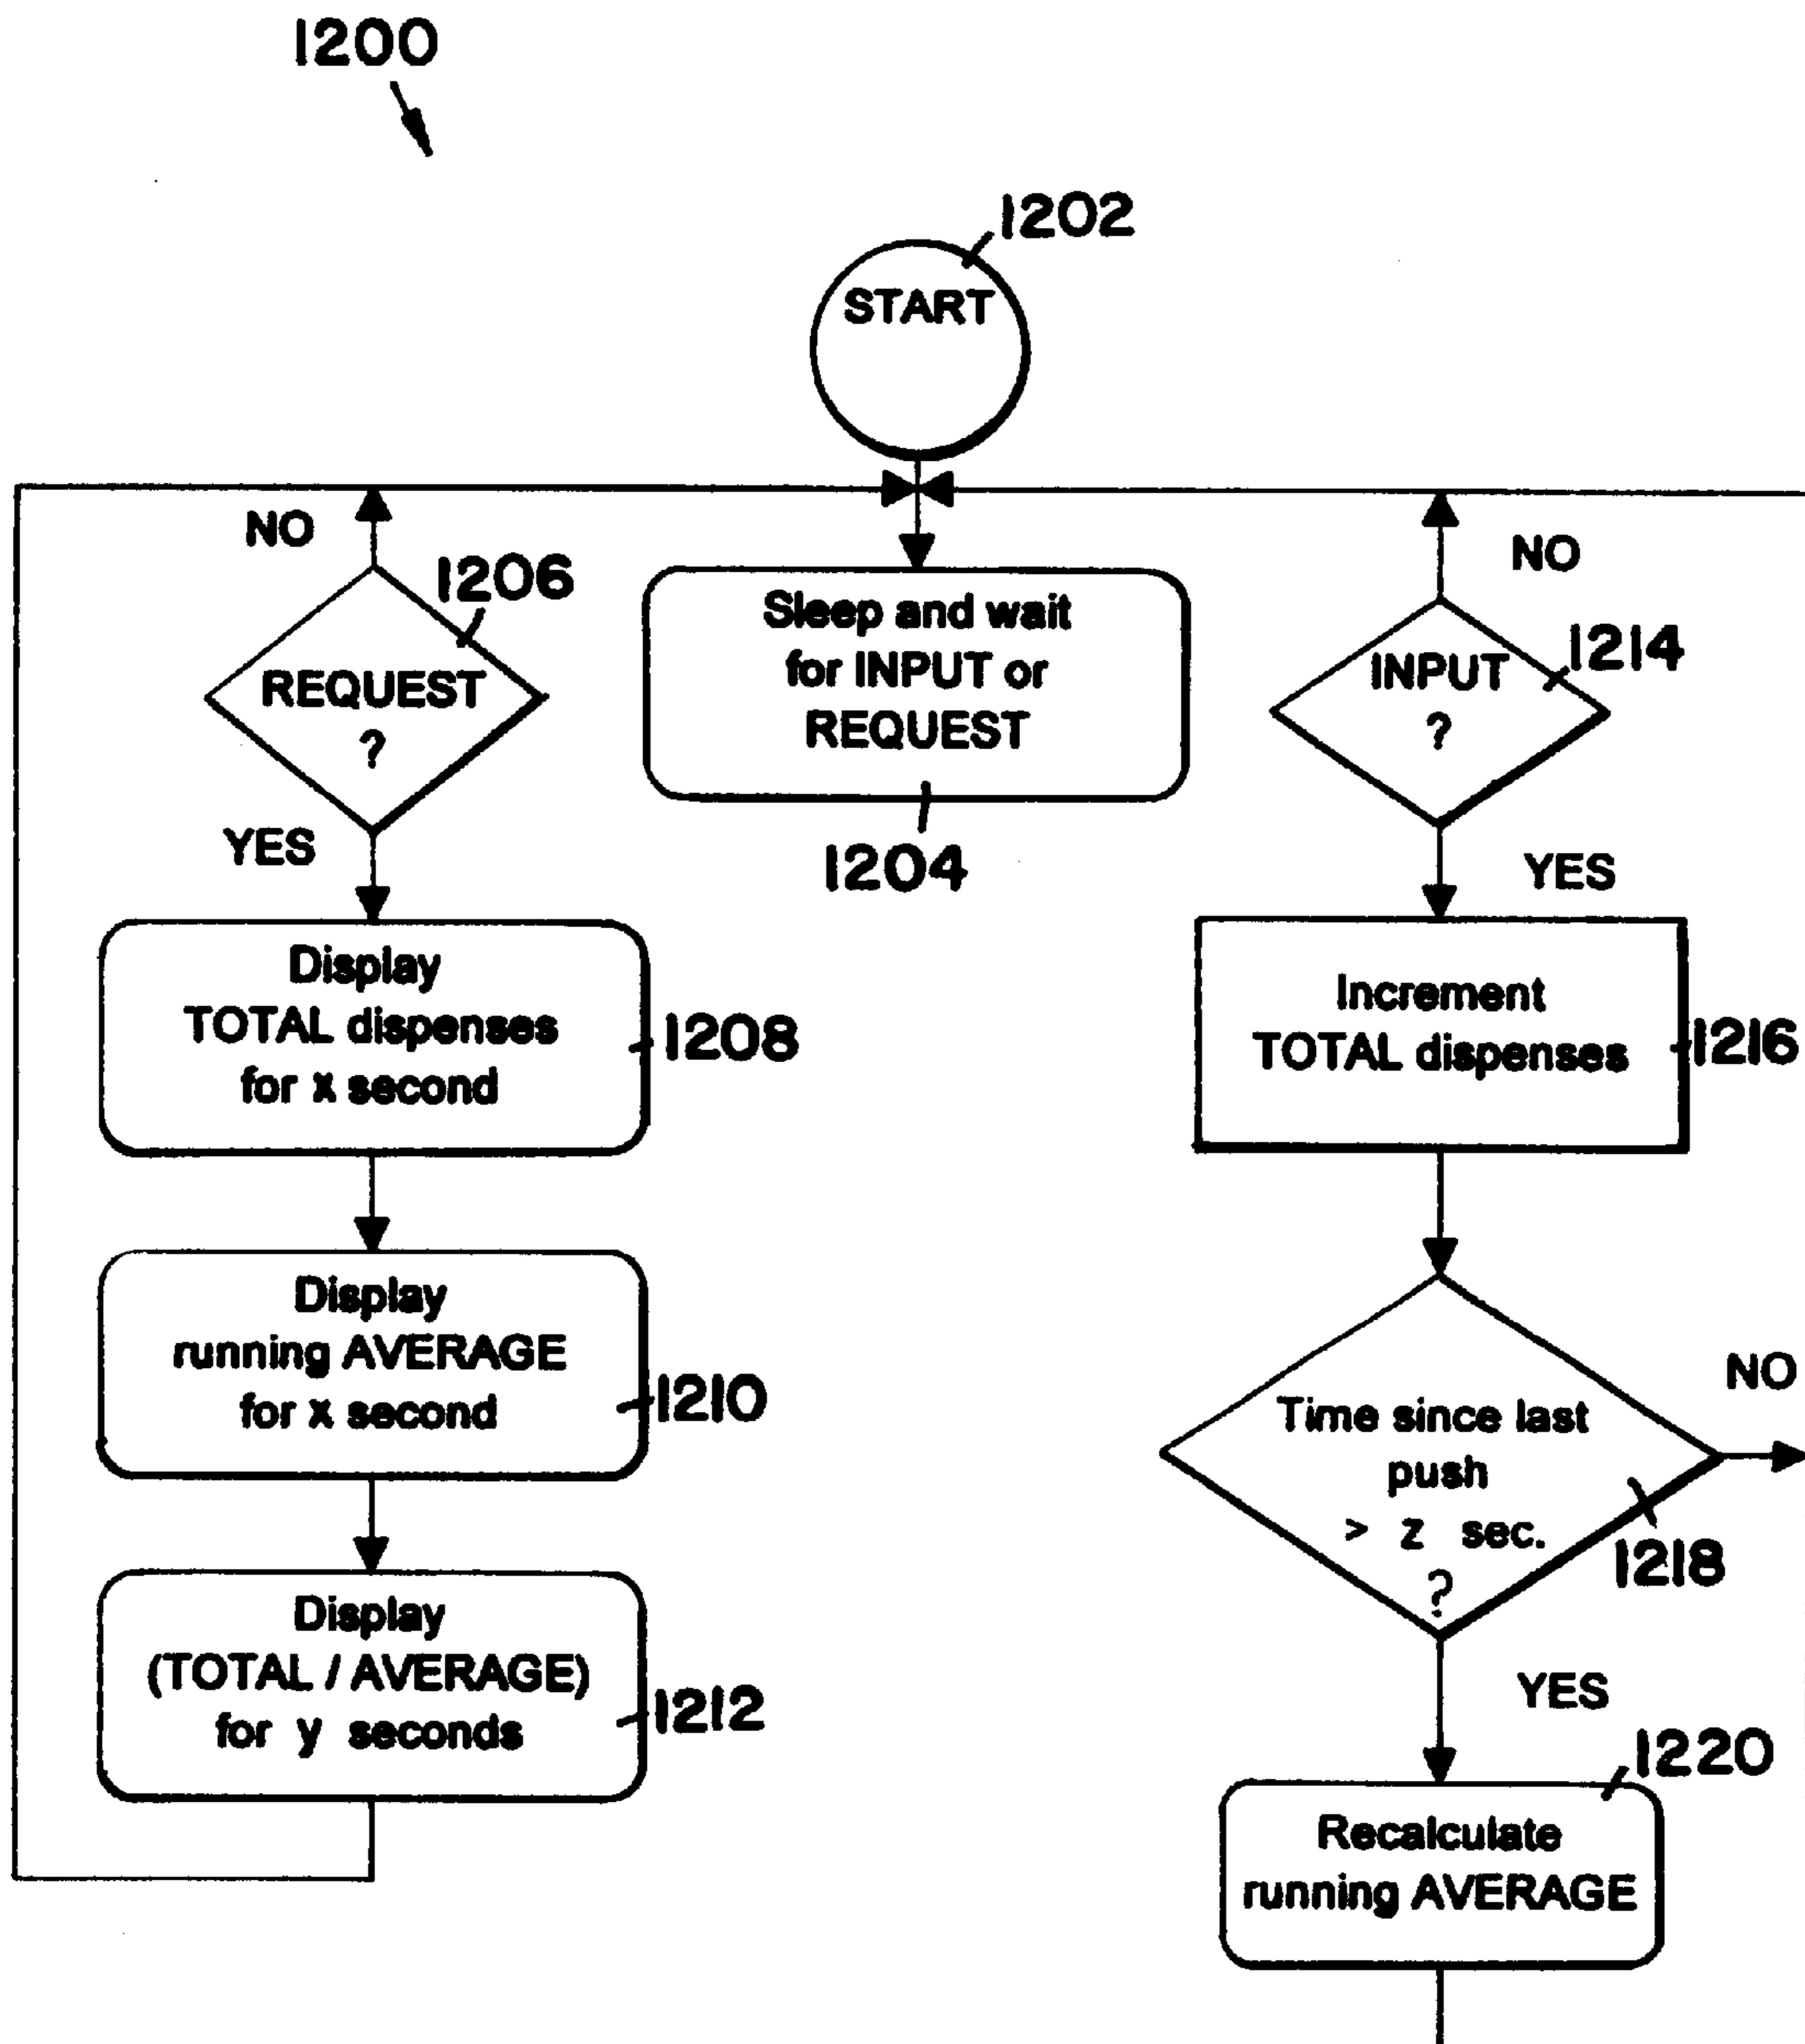 1200
1202
START
NO
1206
REQUEST
?
YES
Sleep and wait
for INPUT or
REQUEST
1204
NO
1214
INPUT
?
YES
Display
TOTAL dispenses
for x second
1208
Increment
TOTAL dispenses
1216
Display
running AVERAGE
for x second
1210
Time since last
push
> z sec.
?
NO
1218
YES
Display
(TOTAL / AVERAGE)
for y seconds
1212
1220
Recalculate
running AVERAGE